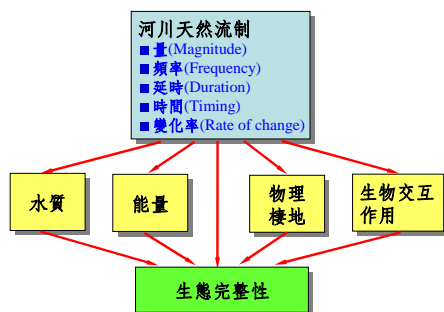 河川天然流制
■ 量(Magnitude)
■ 頻率(Frequency)
■ 延時(Duration)
■ 時間(Timing)
■ 變化率(Rate of change)
水質
能量
物理
棲地
生物交互
作用
生態完整性